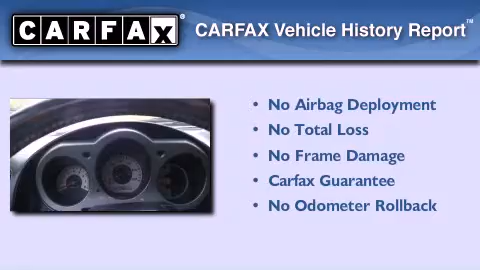 CARFAX®
CARFAX Vehicle History Report™
• No Airbag Deployment
• No Total Loss
• No Frame Damage
• Carfax Guarantee
• No Odometer Rollback